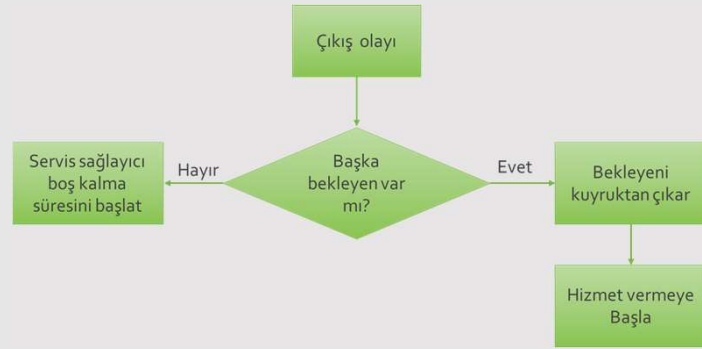 Çıkış olayı
Servis sağlayıcı
boş kalma
süresini başlat
Hayır
Başka
bekleyen var
mı?
Evet
Bekleyeni
kuyruktan çıkar
Hizmet vermeye
Başla